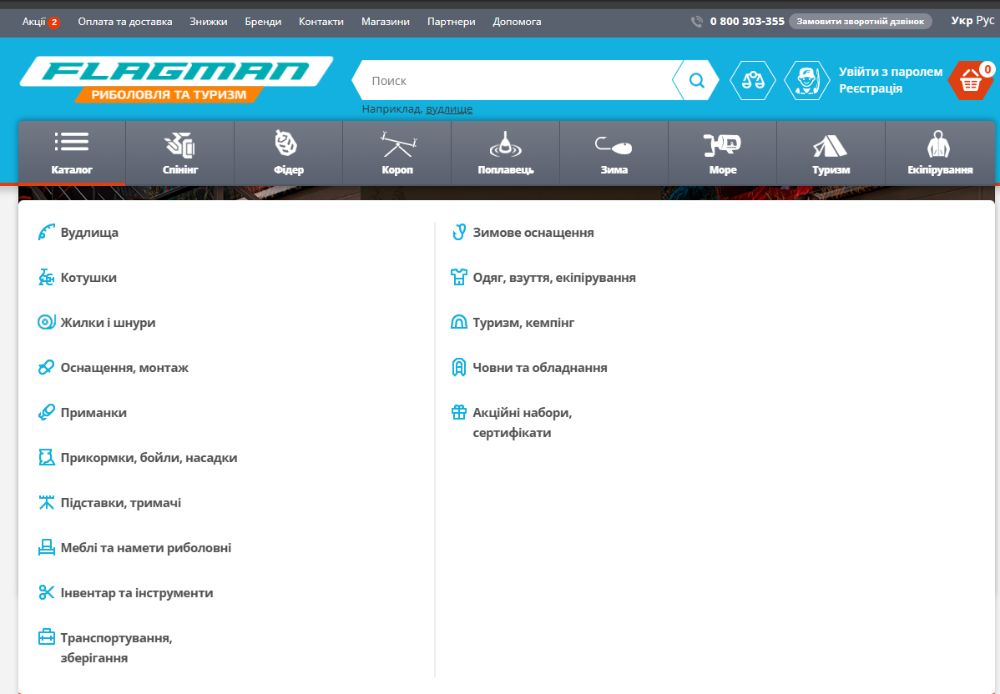 Акції 2 Оплата та доставка Знижки Бренди Контакти Магазини Партнери Допомога 0 800 303-355 Замовити зворотній дзвінок Укр Рус
FLAGMAN
РИБОЛОВЛЯ ТА ТУРИЗМ
Поиск
Наприклад, вудлище
Увійти з паролем
Реєстрація
0
Каталог Спінінг Фідер Короп Поплавець Зима Море Туризм Екіпірування
Вудлища
Котушки
Жилки і шнури
Оснащення, монтаж
Приманки
Прикормки, бойли, насадки
Підставки, тримачі
Меблі та намети риболовні
Інвентар та інструменти
Транспортування,
зберігання
Зимове оснащення
Одяг, взуття, екіпірування
Туризм, кемпінг
Човни та обладнання
Акційні набори,
сертифікати